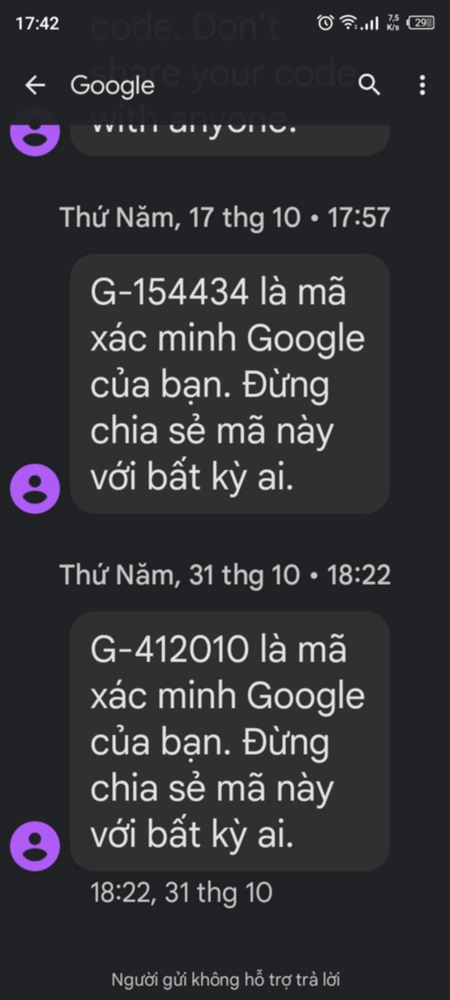 17:42
7,5
K/s
29
code. Don't
share your code
Google
with anyone.
Thứ Năm, 17 thg 10 • 17:57
G-154434 là mã
xác minh Google
của bạn. Đừng
chia sẻ mã này
với bất kỳ ai.
Thứ Năm, 31 thg 10 • 18:22
G-412010 là mã
xác minh Google
của bạn. Đừng
chia sẻ mã này
với bất kỳ ai.
18:22, 31 thg 10
Người gửi không hỗ trợ trả lời